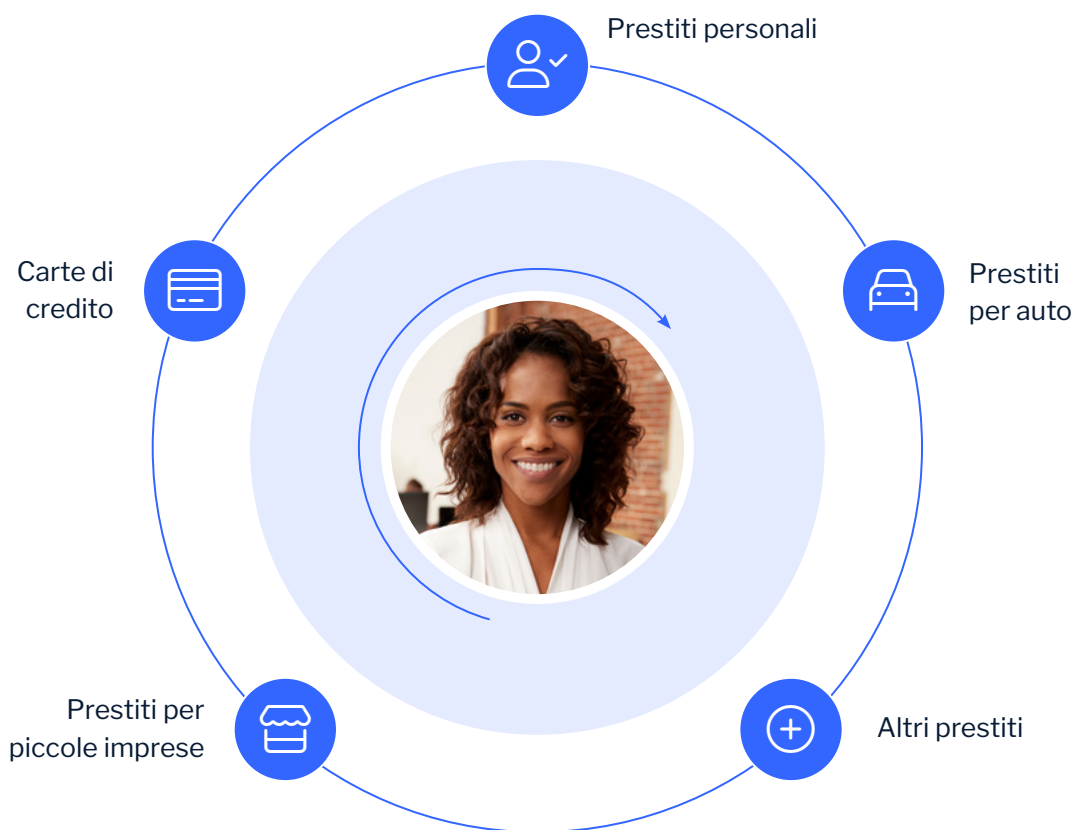 Prestiti personali
Carte di
credito
Prestiti
per auto
Prestiti per
piccole imprese
Altri prestiti